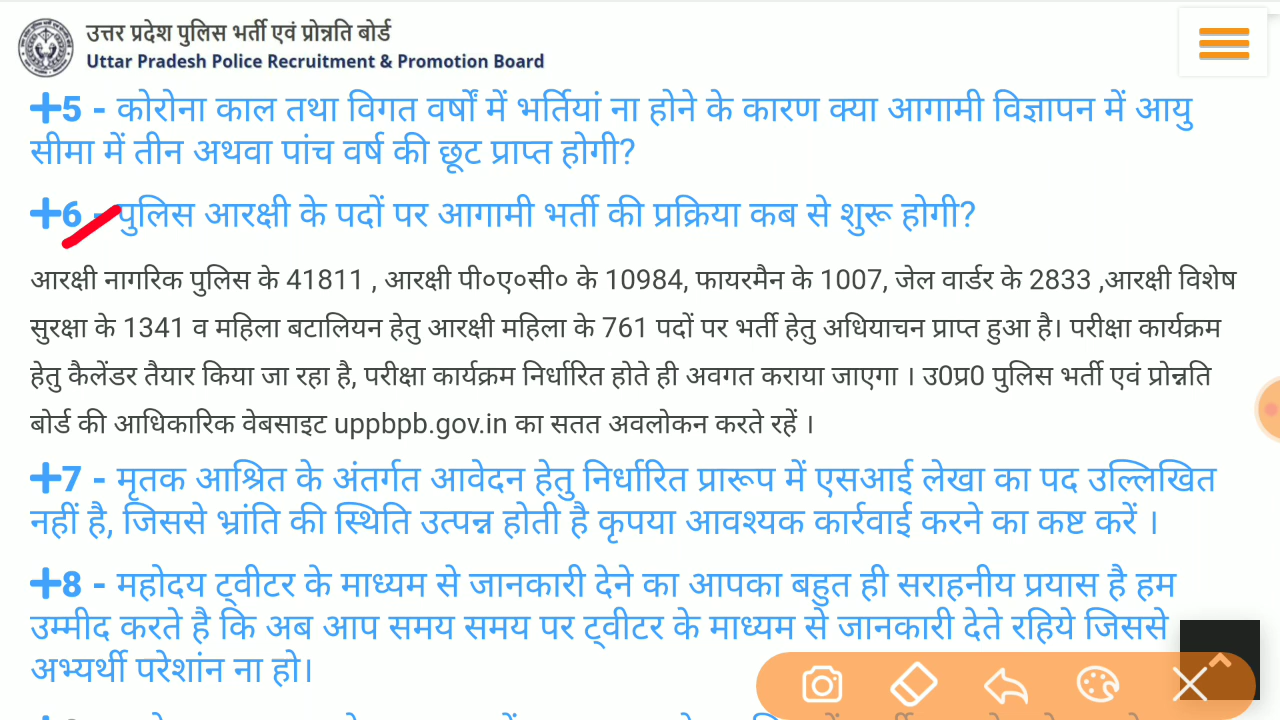 उत्तर प्रदेश पुलिस भर्ती एवं प्रोन्नति बोर्ड
Uttar Pradesh Police Recruitment & Promotion Board
+5 - कोरोना काल तथा विगत वर्षों में भर्तियां ना होने के कारण क्या आगामी विज्ञापन में आयु
सीमा में तीन अथवा पांच वर्ष की छूट प्राप्त होगी?
+6 - पुलिस आरक्षी के पदों पर आगामी भर्ती की प्रक्रिया कब से शुरू होगी?
आरक्षी नागरिक पुलिस के 41811 , आरक्षी पी०ए०सी० के 10984, फायरमैन के 1007, जेल वार्डर के 2833 ,आरक्षी विशेष
सुरक्षा के 1341 व महिला बटालियन हेतु आरक्षी महिला के 761 पदों पर भर्ती हेतु अधियाचन प्राप्त हुआ है। परीक्षा कार्यक्रम
हेतु कैलेंडर तैयार किया जा रहा है, परीक्षा कार्यक्रम निर्धारित होते ही अवगत कराया जाएगा । उ0प्र0 पुलिस भर्ती एवं प्रोन्नति
बोर्ड की आधिकारिक वेबसाइट uppbpb.gov.in का सतत अवलोकन करते रहें ।
+7 - मृतक आश्रित के अंतर्गत आवेदन हेतु निर्धारित प्रारूप में एसआई लेखा का पद उल्लिखित
नहीं है, जिससे भ्रांति की स्थिति उत्पन्न होती है कृपया आवश्यक कार्रवाई करने का कष्ट करें ।
+8 - महोदय ट्वीटर के माध्यम से जानकारी देने का आपका बहुत ही सराहनीय प्रयास है हम
उम्मीद करते है कि अब आप समय समय पर ट्वीटर के माध्यम से जानकारी देते रहिये जिससे
अभ्यर्थी परेशांन ना हो।